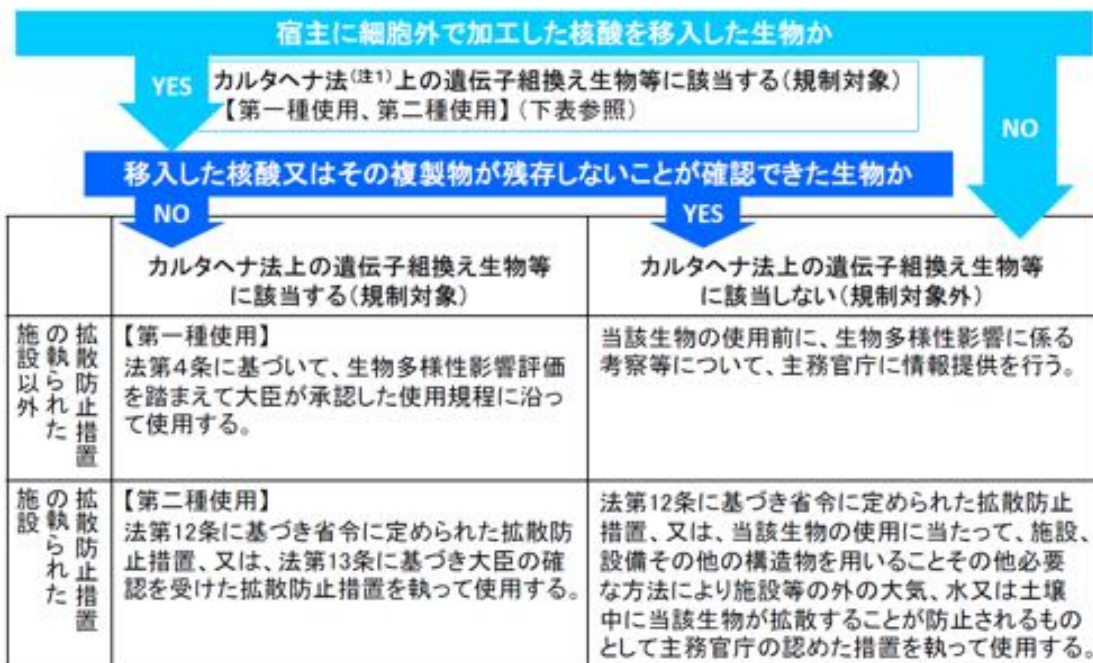 宿主に細胞外で加工した核酸を移入した生物か
YES
カルタヘナ法(注1)上の遺伝子組換え生物等に該当する(規制対象)
【第一種使用、第二種使用】(下表参照)
NO
移入した核酸又はその複製物が残存しないことが確認できた生物か
NO
YES
カルタヘナ法上の遺伝子組換え生物等
に該当する(規制対象)
カルタヘナ法上の遺伝子組換え生物等
に該当しない(規制対象外)
拡散防止措置
の執られた
施設以外
【第一種使用】
法第4条に基づいて、生物多様性影響評価
を踏まえて大臣が承認した使用規程に沿っ
て使用する。
当該生物の使用前に、生物多様性影響に係る
考察等について、主務官庁に情報提供を行う。
拡散防止措置
の執られた
施設
【第二種使用】
法第12条に基づき省令に定められた拡散防
止措置、又は、法第13条に基づき大臣の確
認を受けた拡散防止措置を執って使用する。
法第12条に基づき省令に定められた拡散防止
措置、又は、当該生物の使用に当たって、施設、
設備その他の構造物を用いることその他必要
な方法により施設等の外の大気、水又は土壌
中に当該生物が拡散することが防止されるもの
として主務官庁の認めた措置を執って使用する。